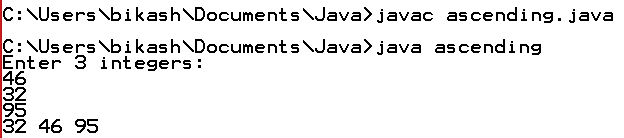 C:\Users\bikash\Documents\Java>javac ascending.java
C:\Users\bikash\Documents\Java>java ascending
Enter 3 integers:
46
32
95
32 46 95